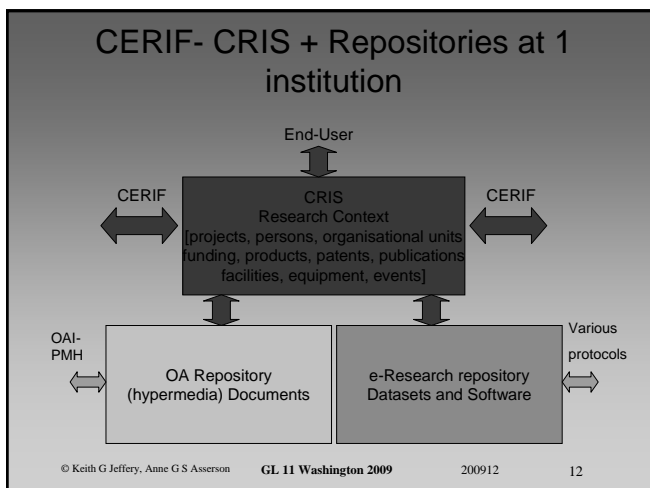 CERIF- CRIS + Repositories at 1
institution
End-User
CERIF
CRIS
Research Context
[projects, persons, organisational units
funding, products, patents, publications
facilities, equipment, events]
CERIF
OAI-
PMH
OA Repository
(hypermedia) Documents
e-Research repository
Datasets and Software
Various
protocols
© Keith G Jeffery, Anne G S Asserson GL 11 Washington 2009 200912 12